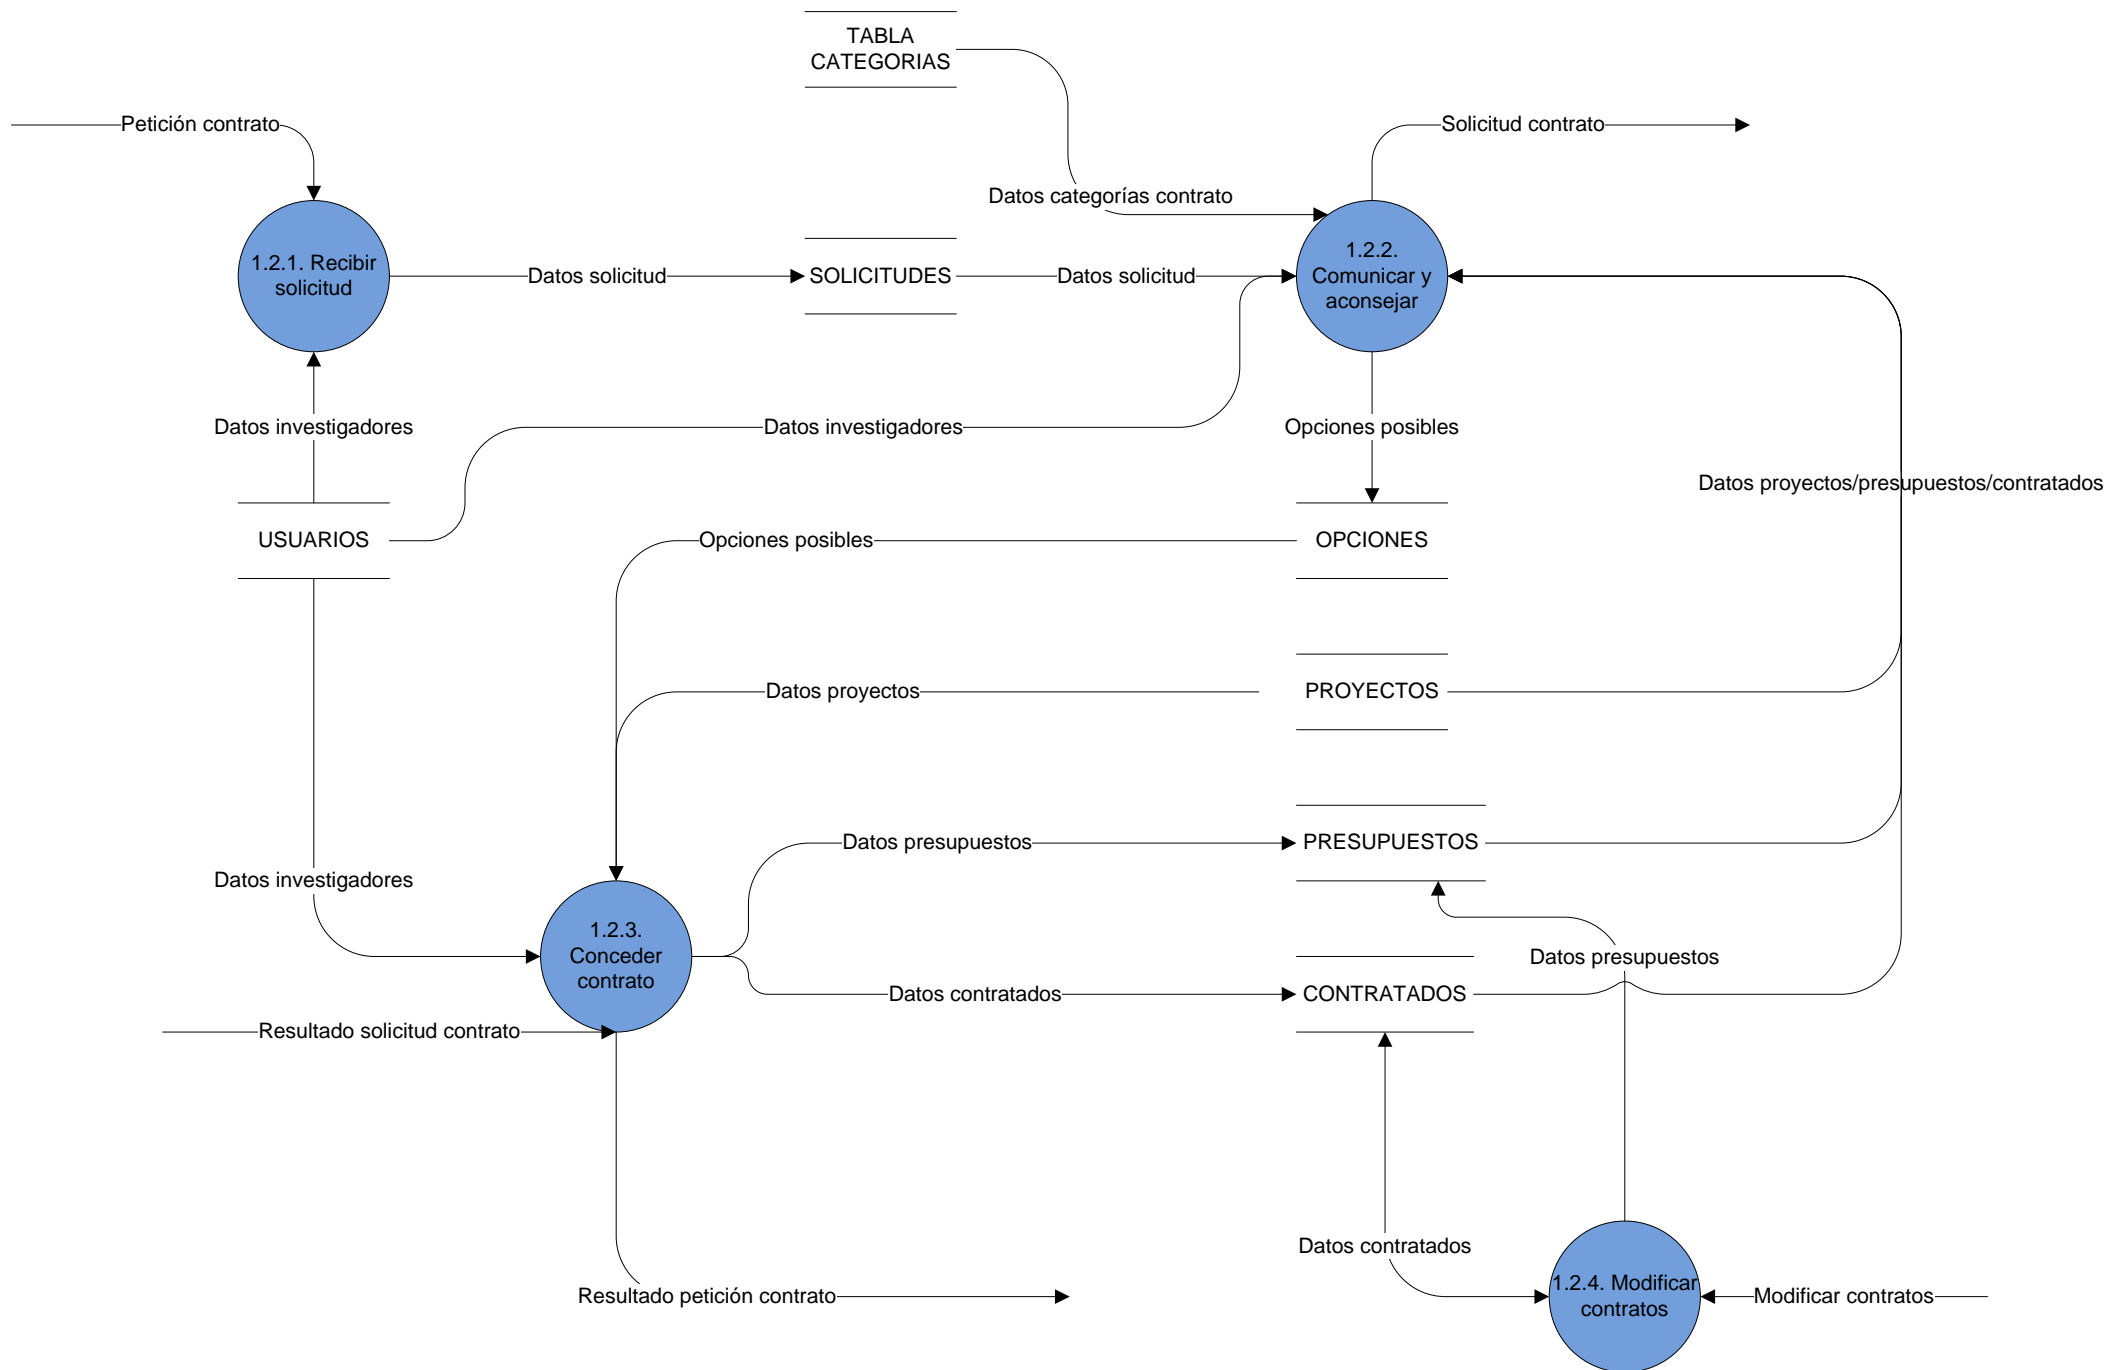 TABLA
CATEGORIAS
Petición contrato
Solicitud contrato
Datos categorías contrato
1.2.1. Recibir
solicitud
Datos solicitud
SOLICITUDES
Datos solicitud
1.2.2.
Comunicar y
aconsejar
Datos investigadores
Datos investigadores
Opciones posibles
Datos proyectos/presupuestos/contratados
USUARIOS
Opciones posibles
OPCIONES
Datos proyectos
PROYECTOS
Datos presupuestos
PRESUPUESTOS
Datos investigadores
1.2.3.
Conceder
contrato
Datos presupuestos
Datos contratados
CONTRATADOS
Resultado solicitud contrato
Datos contratados
Resultado petición contrato
1.2.4. Modificar
contratos
Modificar contratos